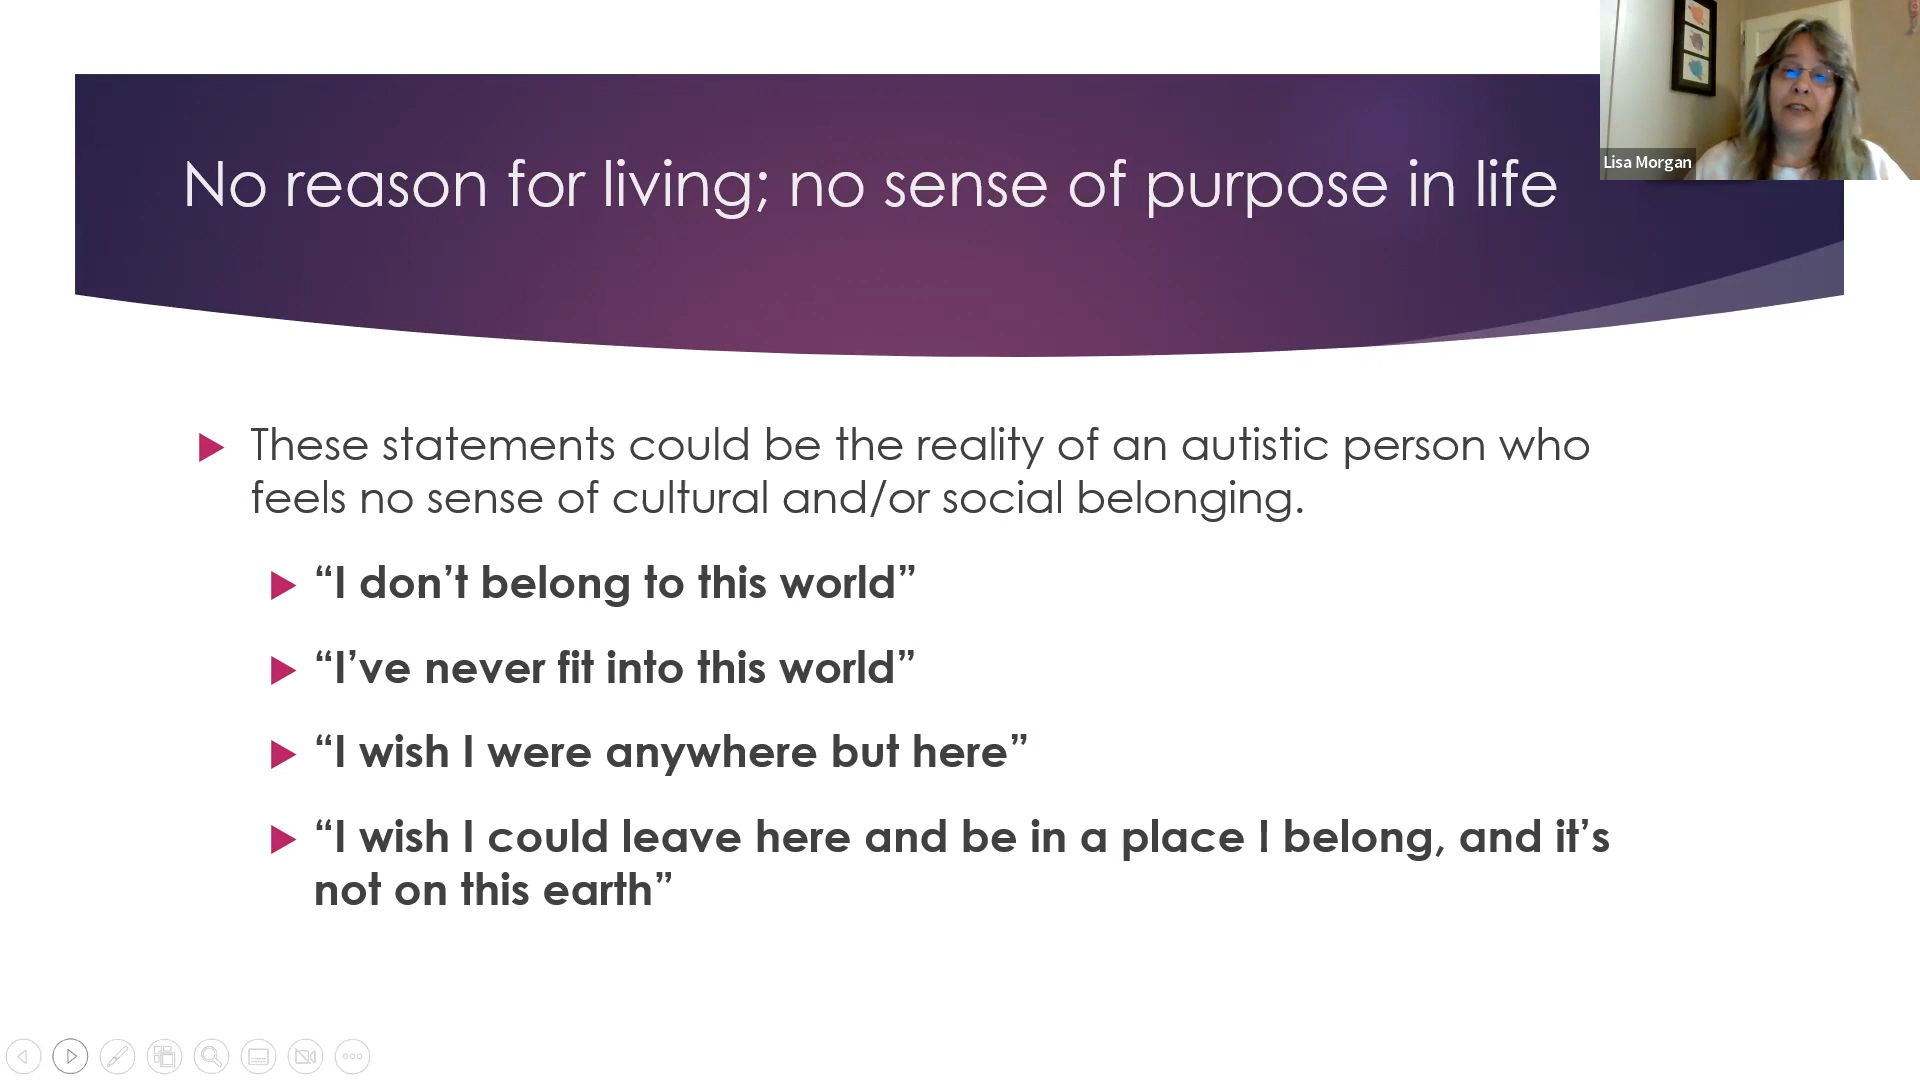 Lisa Morgan
No reason for living; no sense of purpose in life
These statements could be the reality of an autistic person who
feels no sense of cultural and/or social belonging.
“I don’t belong to this world”
“I’ve never fit into this world”
“I wish I were anywhere but here”
“I wish I could leave here and be in a place I belong, and it’s
not on this earth”